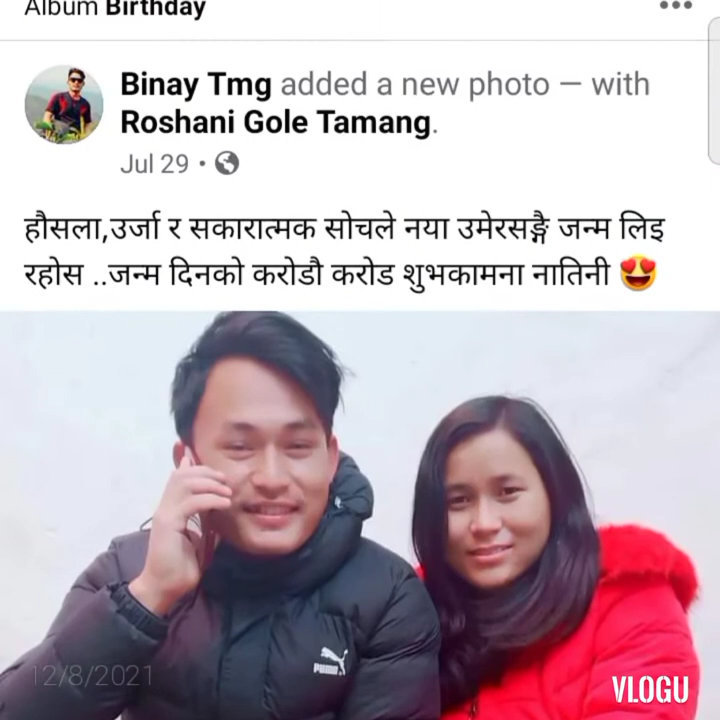 Album Birthday
Binay Tmg added a new photo — with
Roshani Gole Tamang.
Jul 29 •
हौसला,उर्जा र सकारात्मक सोचले नया उमेरसङ्गै जन्म लिइ
रहोस ..जन्म दिनको करोडौ करोड शुभकामना नातिनी 😍
PUMA
12/8/2021
VLOGU